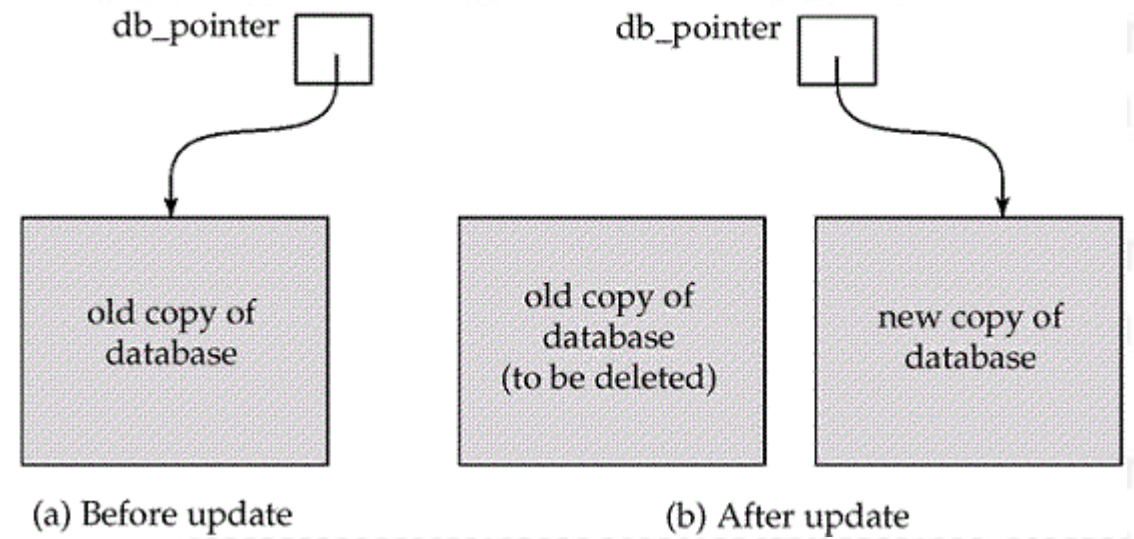 db_pointer
old copy of
database
(a) Before update
db_pointer
old copy of
database
(to be deleted)
new copy of
database
(b) After update